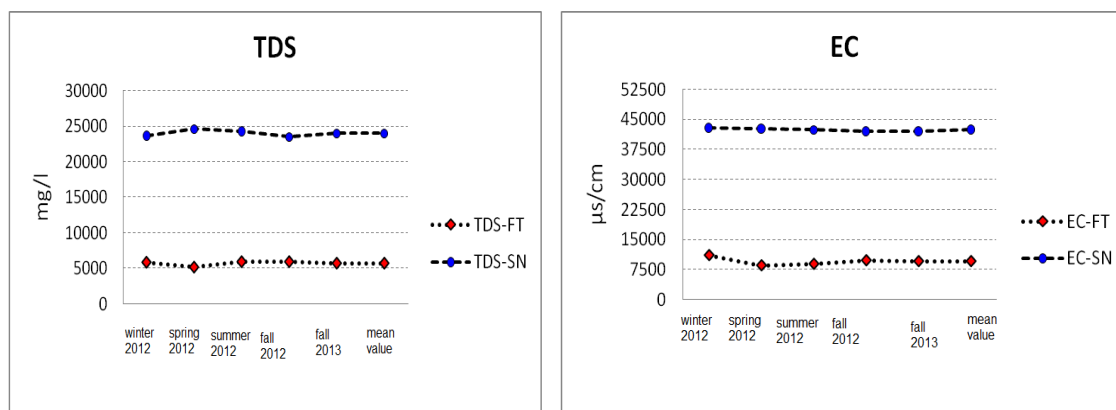 TDS
30000
25000
20000
15000
10000
5000
0
mg/l
TDS-FT
TDS-SN
winter 2012
spring 2012
summer 2012
fall 2012
fall 2013
mean value
EC
52500
45000
37500
30000
22500
15000
7500
0
µs/cm
EC-FT
EC-SN
winter 2012
spring 2012
summer 2012
fall 2012
fall 2013
mean value